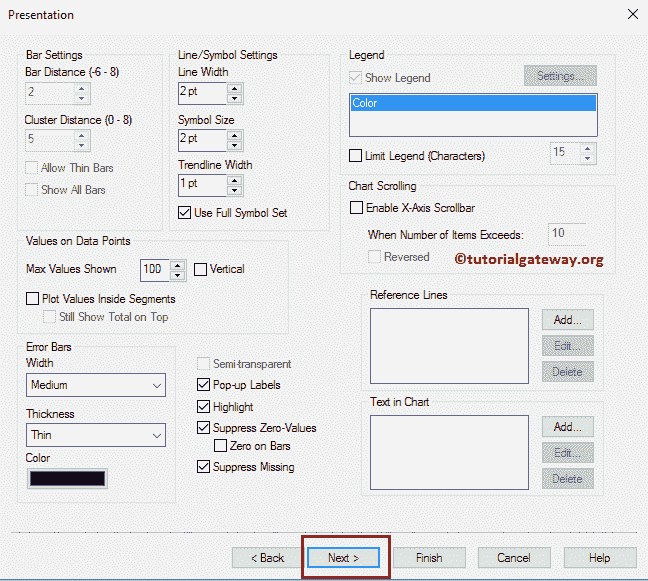 Presentation
Bar Settings
Bar Distance (-6 - 8)
2
Cluster Distance (0 - 8)
5
Allow Thin Bars
Show All Bars
Line/Symbol Settings
Line Width
2 pt
Symbol Size
2 pt
Trendline Width
1 pt
Use Full Symbol Set
Legend
Show Legend
Settings...
Color
Limit Legend (Characters)
15
Chart Scrolling
Enable X-Axis Scrollbar
When Number of Items Exceeds:
10
Reversed
©tutorialgateway.org
Values on Data Points
Max Values Shown
100
Vertical
Plot Values Inside Segments
Still Show Total on Top
Error Bars
Width
Medium
Thickness
Thin
Color
Semi-transparent
Pop-up Labels
Highlight
Suppress Zero-Values
Zero on Bars
Suppress Missing
Reference Lines
Add...
Edit...
Delete
Text in Chart
Add...
Edit...
Delete
< Back
Next >
Finish
Cancel
Help